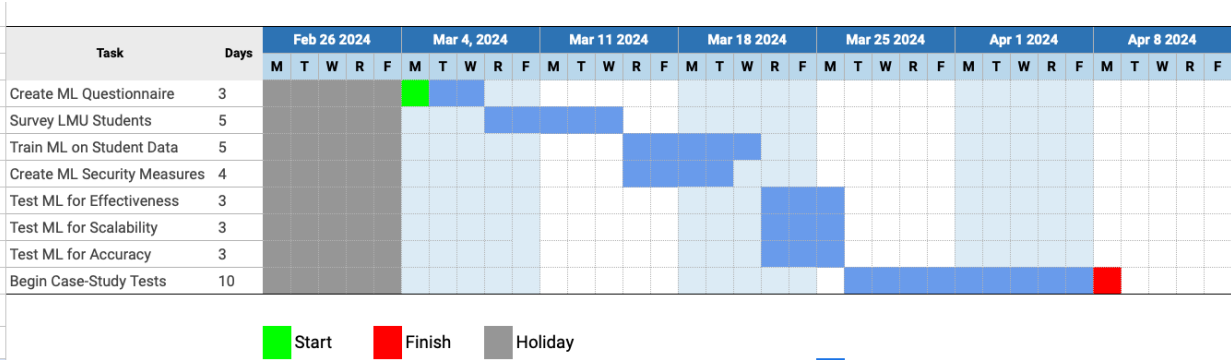 Task Days Feb 26 2024 Mar 4, 2024 Mar 11 2024 Mar 18 2024 Mar 25 2024 Apr 1 2024 Apr 8 2024
M T W R F M T W R F M T W R F M T W R F M T W R F M T W R F M T W R F
Create ML Questionnaire 3
Survey LMU Students 5
Train ML on Student Data 5
Create ML Security Measures 4
Test ML for Effectiveness 3
Test ML for Scalability 3
Test ML for Accuracy 3
Begin Case-Study Tests 10
Start Finish Holiday